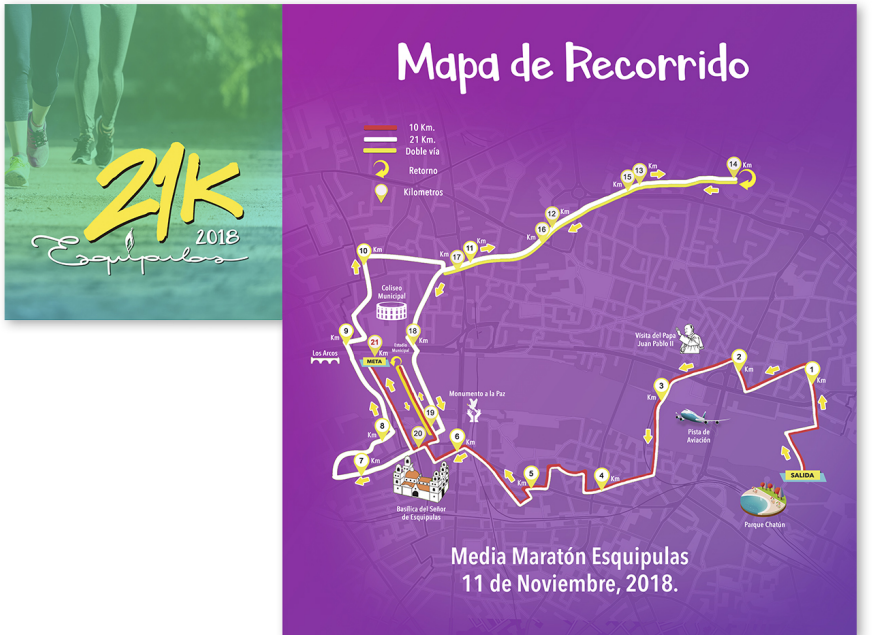 21K
2018
Esquipulas
Mapa de Recorrido
10 Km.
21 Km.
Doble vía
Retorno
Kilometros
14 Km
Km 15 13 Km
12 Km
Km 16
Km 17 11 Km
10 Km
Coliseo
Municipal
Km 9
Los Arcos
21
Km
META
Estadio
Municipal
18
Km
Visita del Papa
Juan Pablo II
2
Km
1
Km
3
Km
Monumento a la Paz
Pista de
Aviación
19
Km
8
Km
20
6
Km
7
Km
5
Km
4
Km
SALIDA
Basílica del Señor
de Esquipulas
Parque Chatún
Media Maratón Esquipulas
11 de Noviembre, 2018.